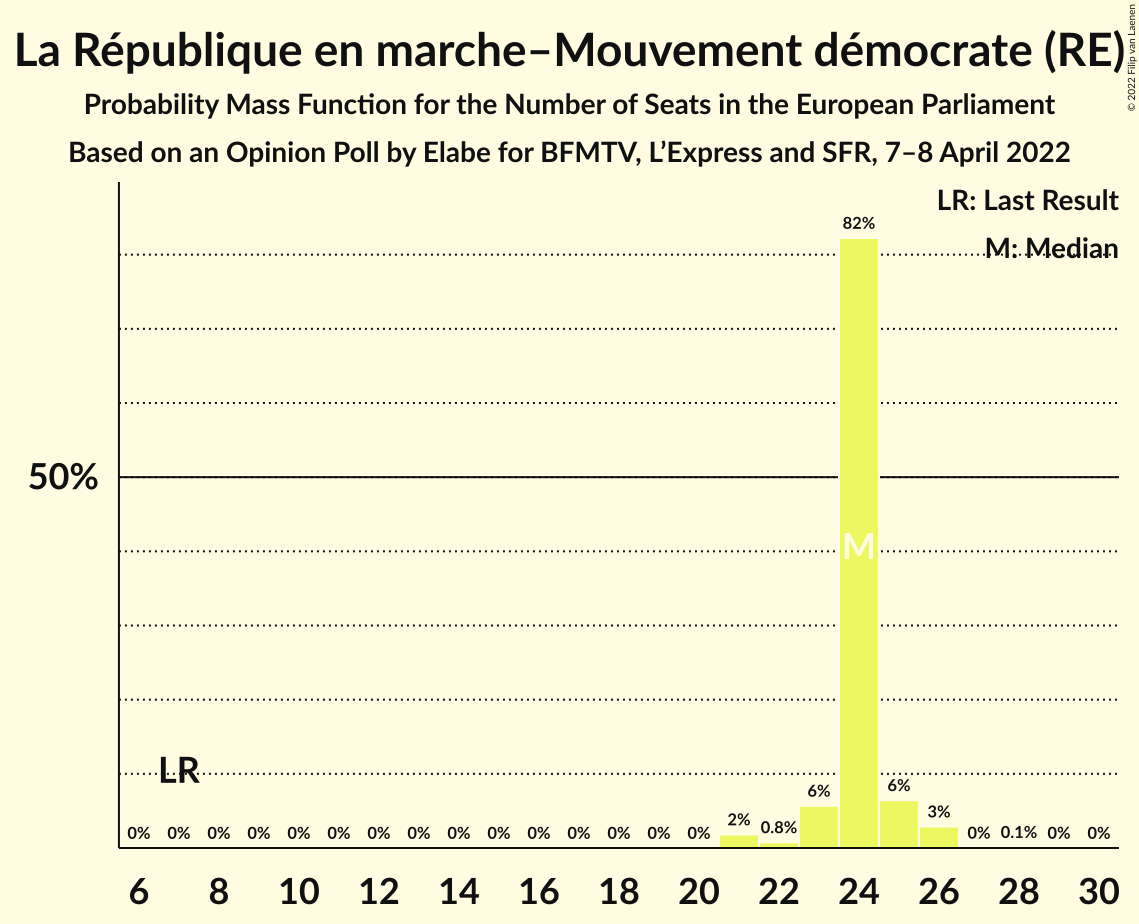 La République en marche–Mouvement démocrate (RE)
© 2022 Filip van Laenen
Probability Mass Function for the Number of Seats in the European Parliament
Based on an Opinion Poll by Elabe for BFMTV, L’Express and SFR, 7–8 April 2022
LR: Last Result
M: Median
82%
50%
M
LR
0% 0% 0% 0% 0% 0% 0% 0% 0% 0% 0% 0% 0% 0% 0% 2% 0.8% 6% 6% 3% 0% 0.1% 0% 0%
6 8 10 12 14 16 18 20 22 24 26 28 30